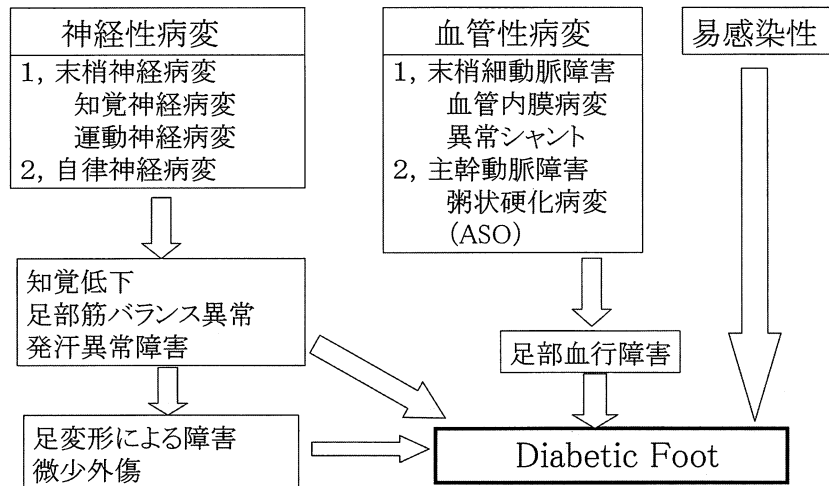 神経性病変
1, 末梢神経病変
知覚神経病変
運動神経病変
2, 自律神経病変
血管性病変
1, 末梢細動脈障害
血管内膜病変
異常シャント
2, 主幹動脈障害
粥状硬化病変
(ASO)
易感染性
知覚低下
足部筋バランス異常
発汗異常障害
足部血行障害
足変形による障害
微少外傷
Diabetic Foot